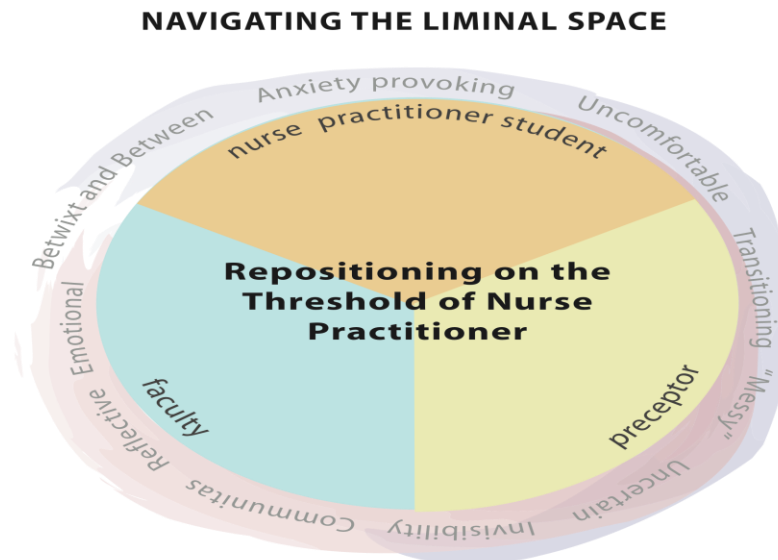 NAVIGATING THE LIMINAL SPACE
Anxiety provoking
Uncomfortable
Transitioning
"Messy"
Uncertain
Invisibility
Communitas
Reflective
Emotional
Betwixt and Between
nurse practitioner student
Repositioning on the
Threshold of Nurse
Practitioner
faculty
preceptor